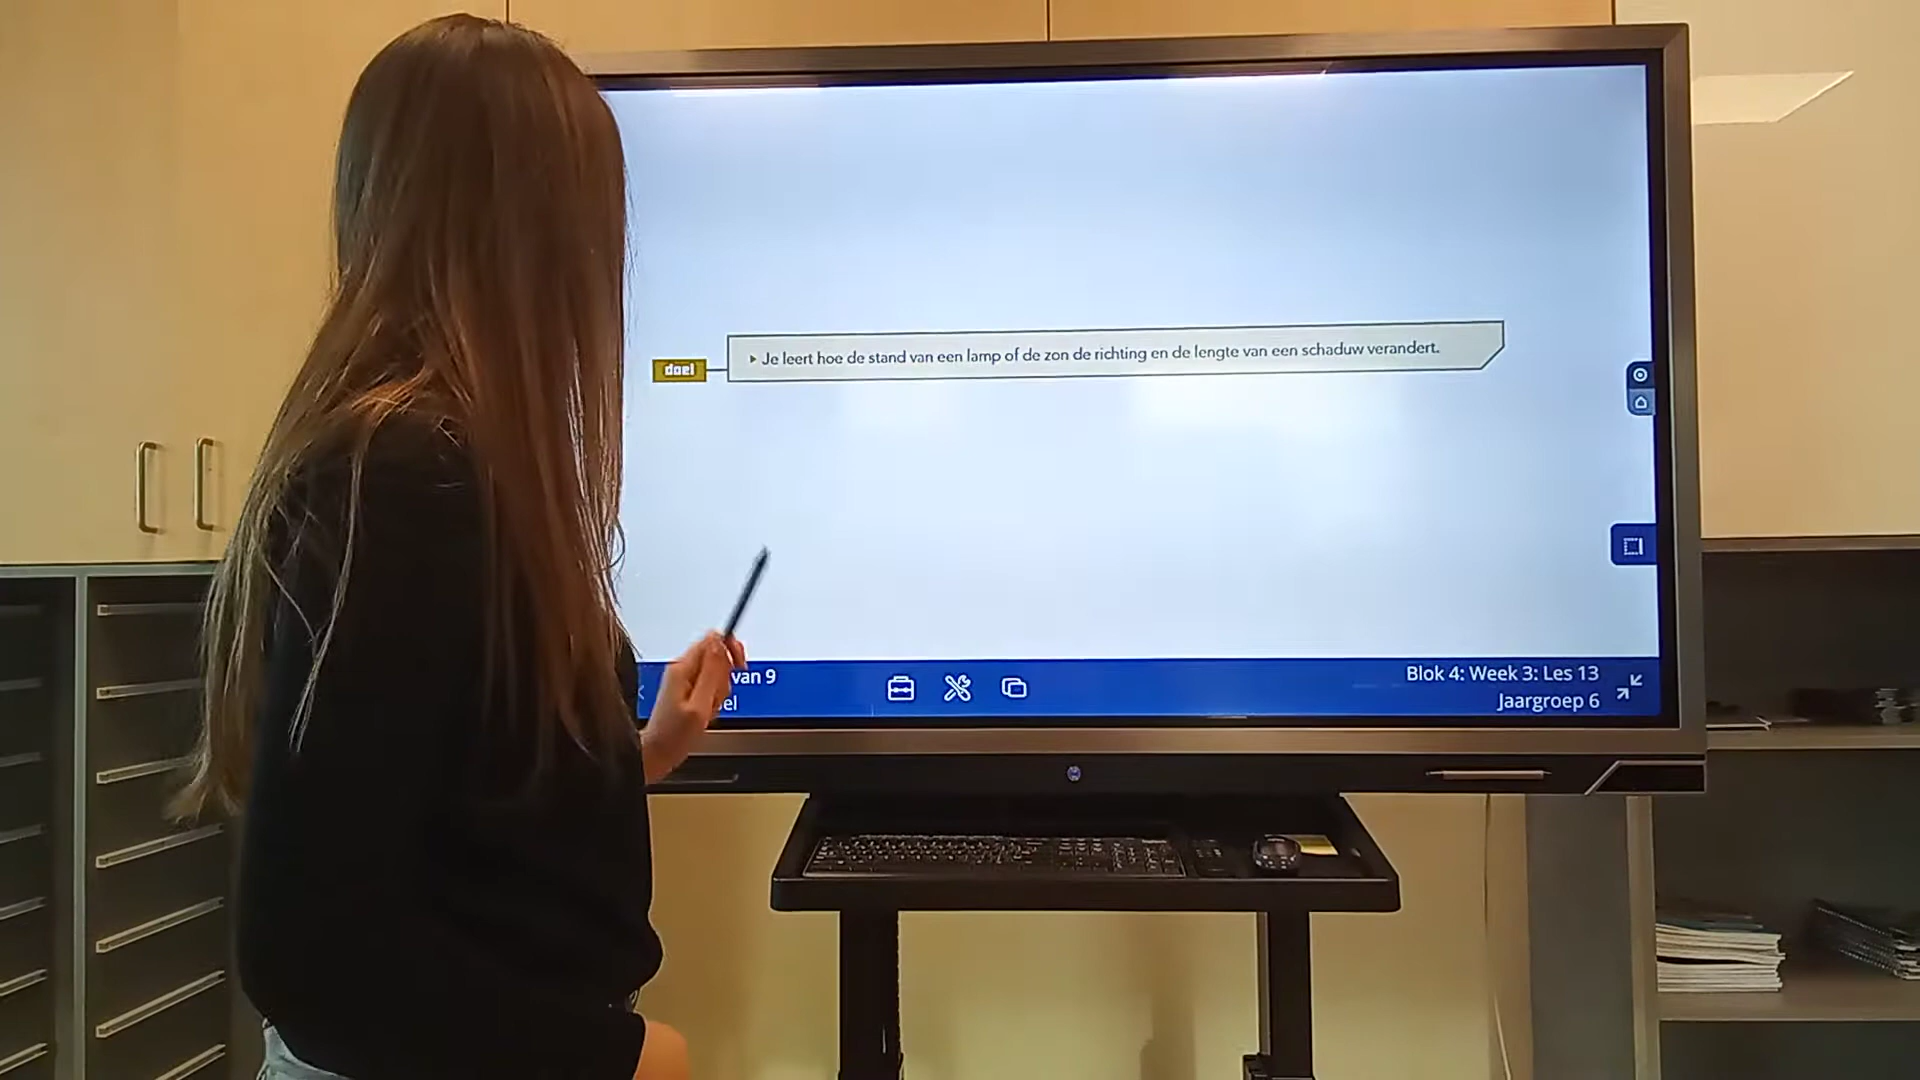 doel
Je leert hoe de stand van een lamp of de zon de richting en de lengte van een schaduw verandert.
van 9
Blok 4: Week 3: Les 13
Jaargroep 6